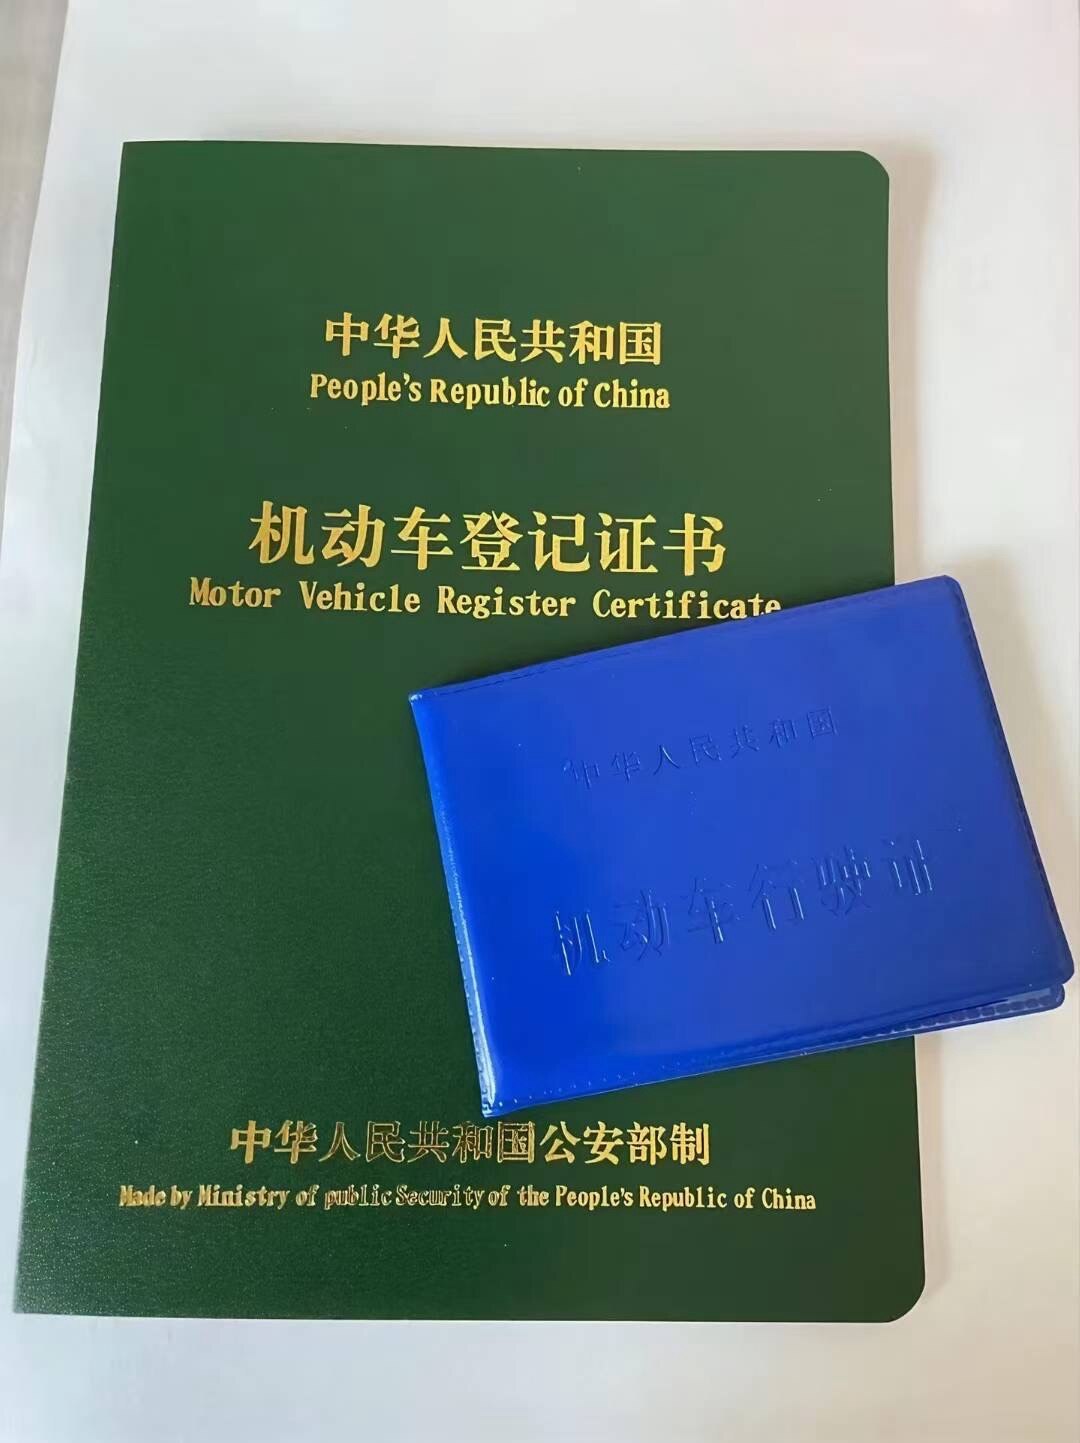 中华人民共和国
People's Republic of China
机动车登记证书
Motor Vehicle Register Certificate
中华人民共和国
机动车行驶证
中华人民共和国公安部制
Made by Ministry of public Security of the People's Republic of China